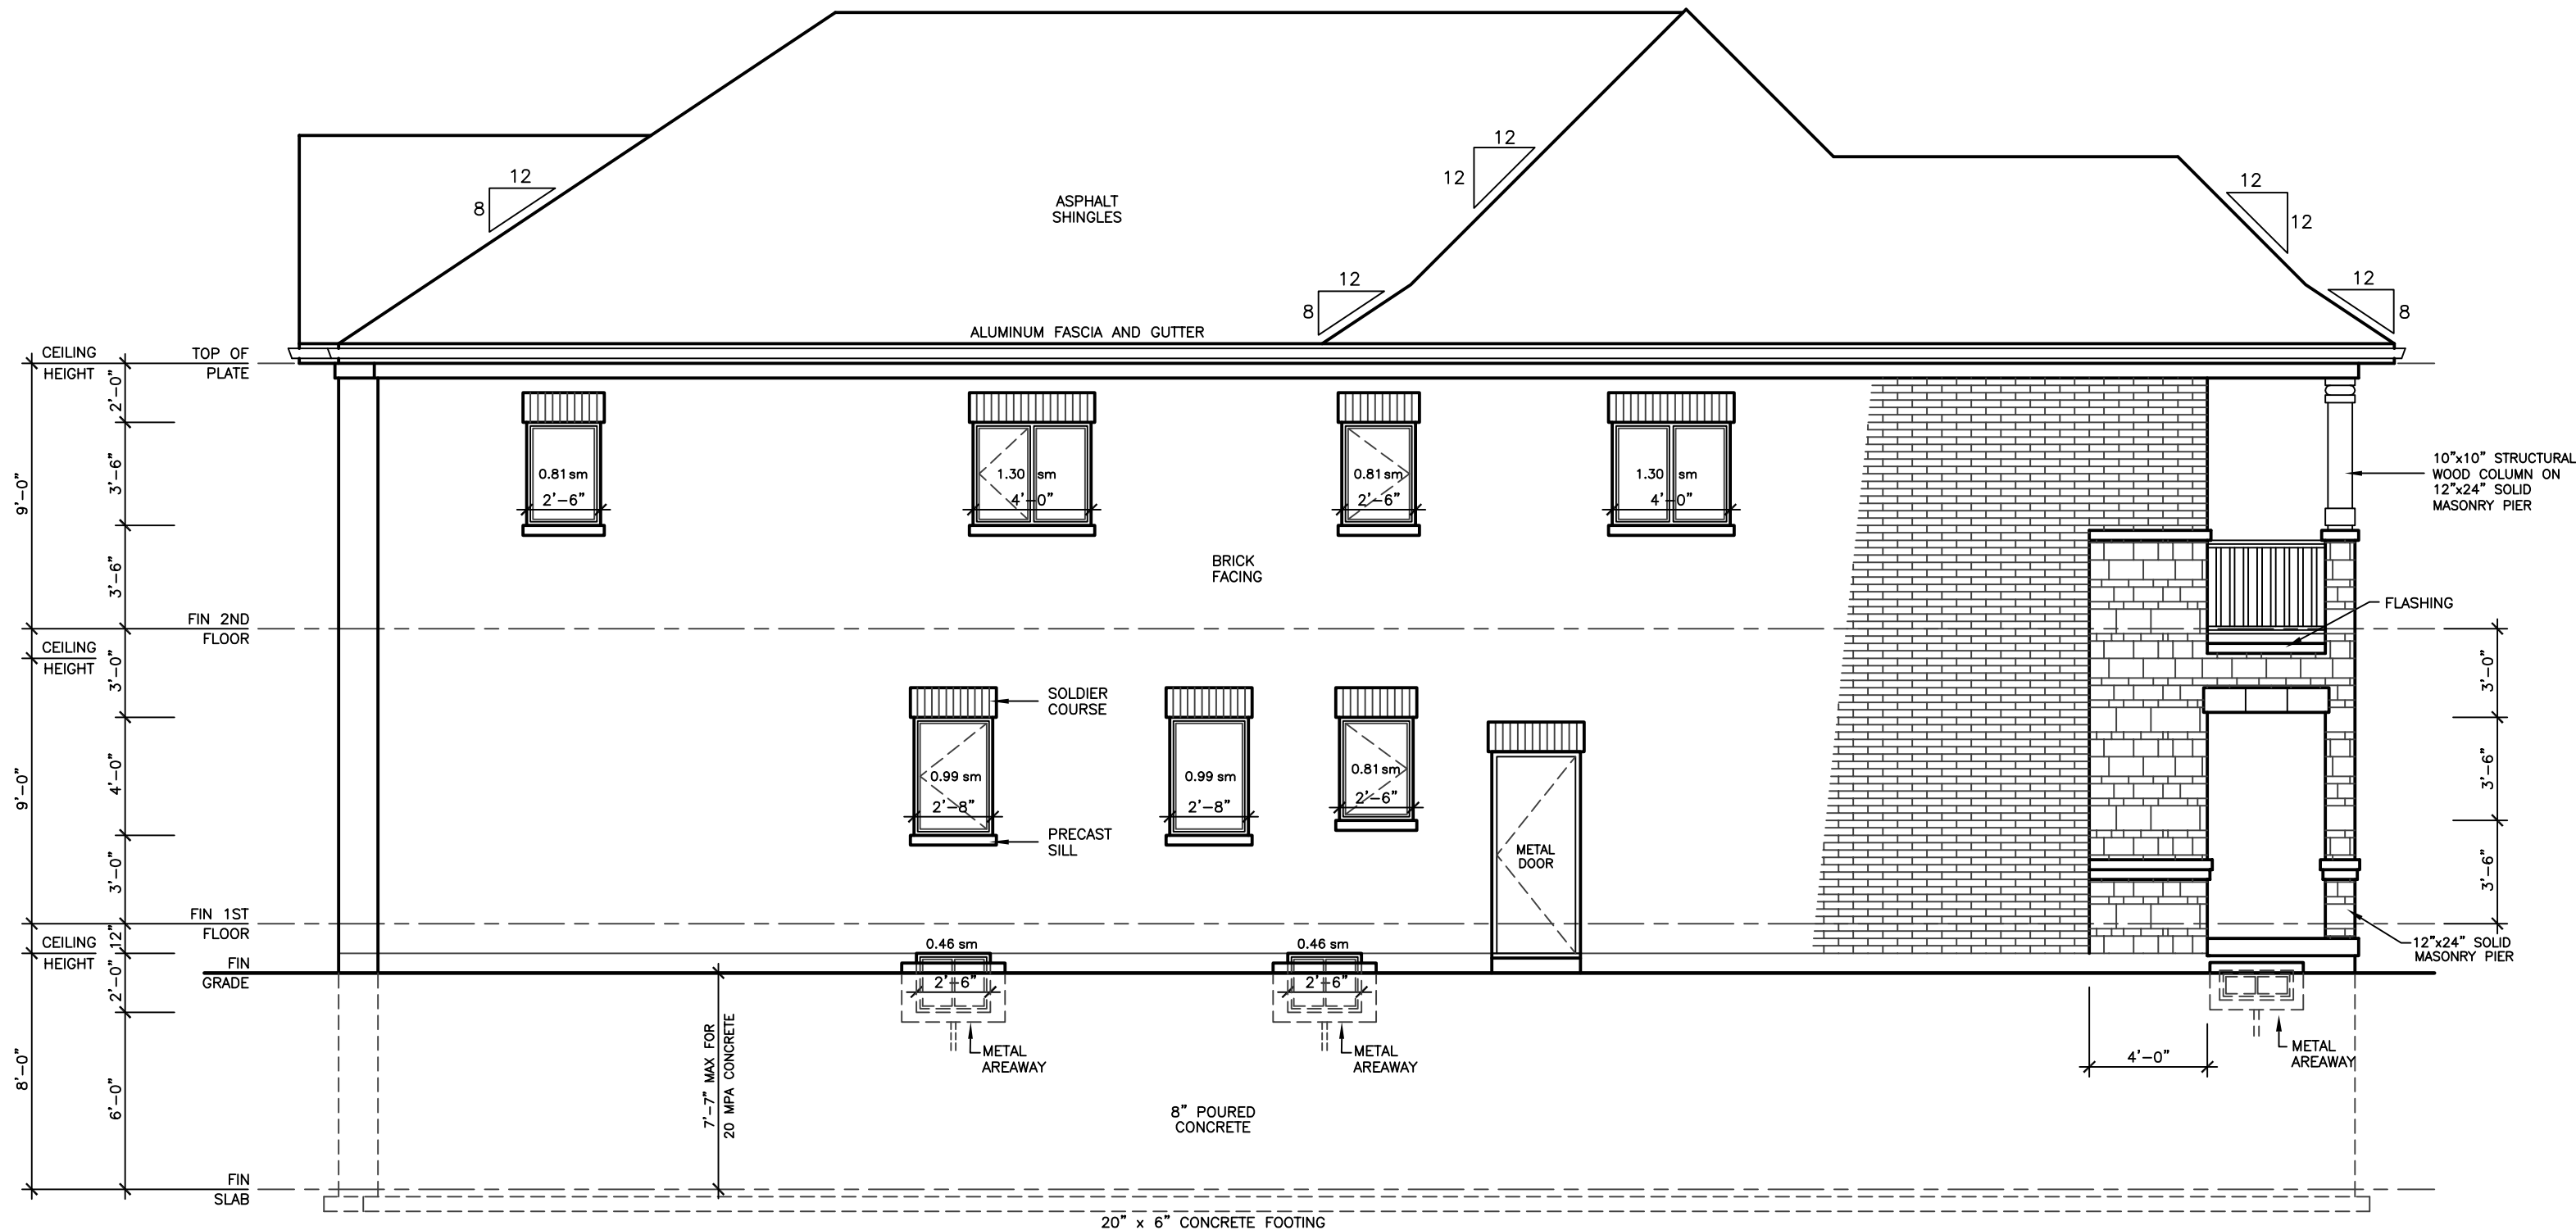 12
8
ASPHALT
SHINGLES
12
12
12
12
12
8
12
8
ALUMINUM FASCIA AND GUTTER
CEILING
HEIGHT
TOP OF
PLATE
9'-0"
2'-0"
3'-6"
3'-6"
0.81 sm
2'-6"
1.30 sm
4'-0"
0.81 sm
2'-6"
1.30 sm
4'-0"
10"x10" STRUCTURAL
WOOD COLUMN ON
12"x24" SOLID
MASONRY PIER
BRICK
FACING
FLASHING
FIN 2ND
FLOOR
CEILING
HEIGHT
9'-0"
3'-0"
4'-0"
3'-0"
SOLDIER
COURSE
0.99 sm
2'-8"
PRECAST
SILL
0.99 sm
2'-8"
0.81 sm
2'-6"
METAL
DOOR
3'-0"
3'-6"
3'-6"
FIN 1ST
FLOOR
CEILING
HEIGHT
12"
2'-0"
FIN
GRADE
0.46 sm
2'-6"
0.46 sm
2'-6"
12"x24" SOLID
MASONRY PIER
METAL
AREAWAY
METAL
AREAWAY
4'-0"
METAL
AREAWAY
8'-0"
6'-0"
7'-7" MAX FOR
20 MPA CONCRETE
8" POURED
CONCRETE
FIN
SLAB
20" x 6" CONCRETE FOOTING